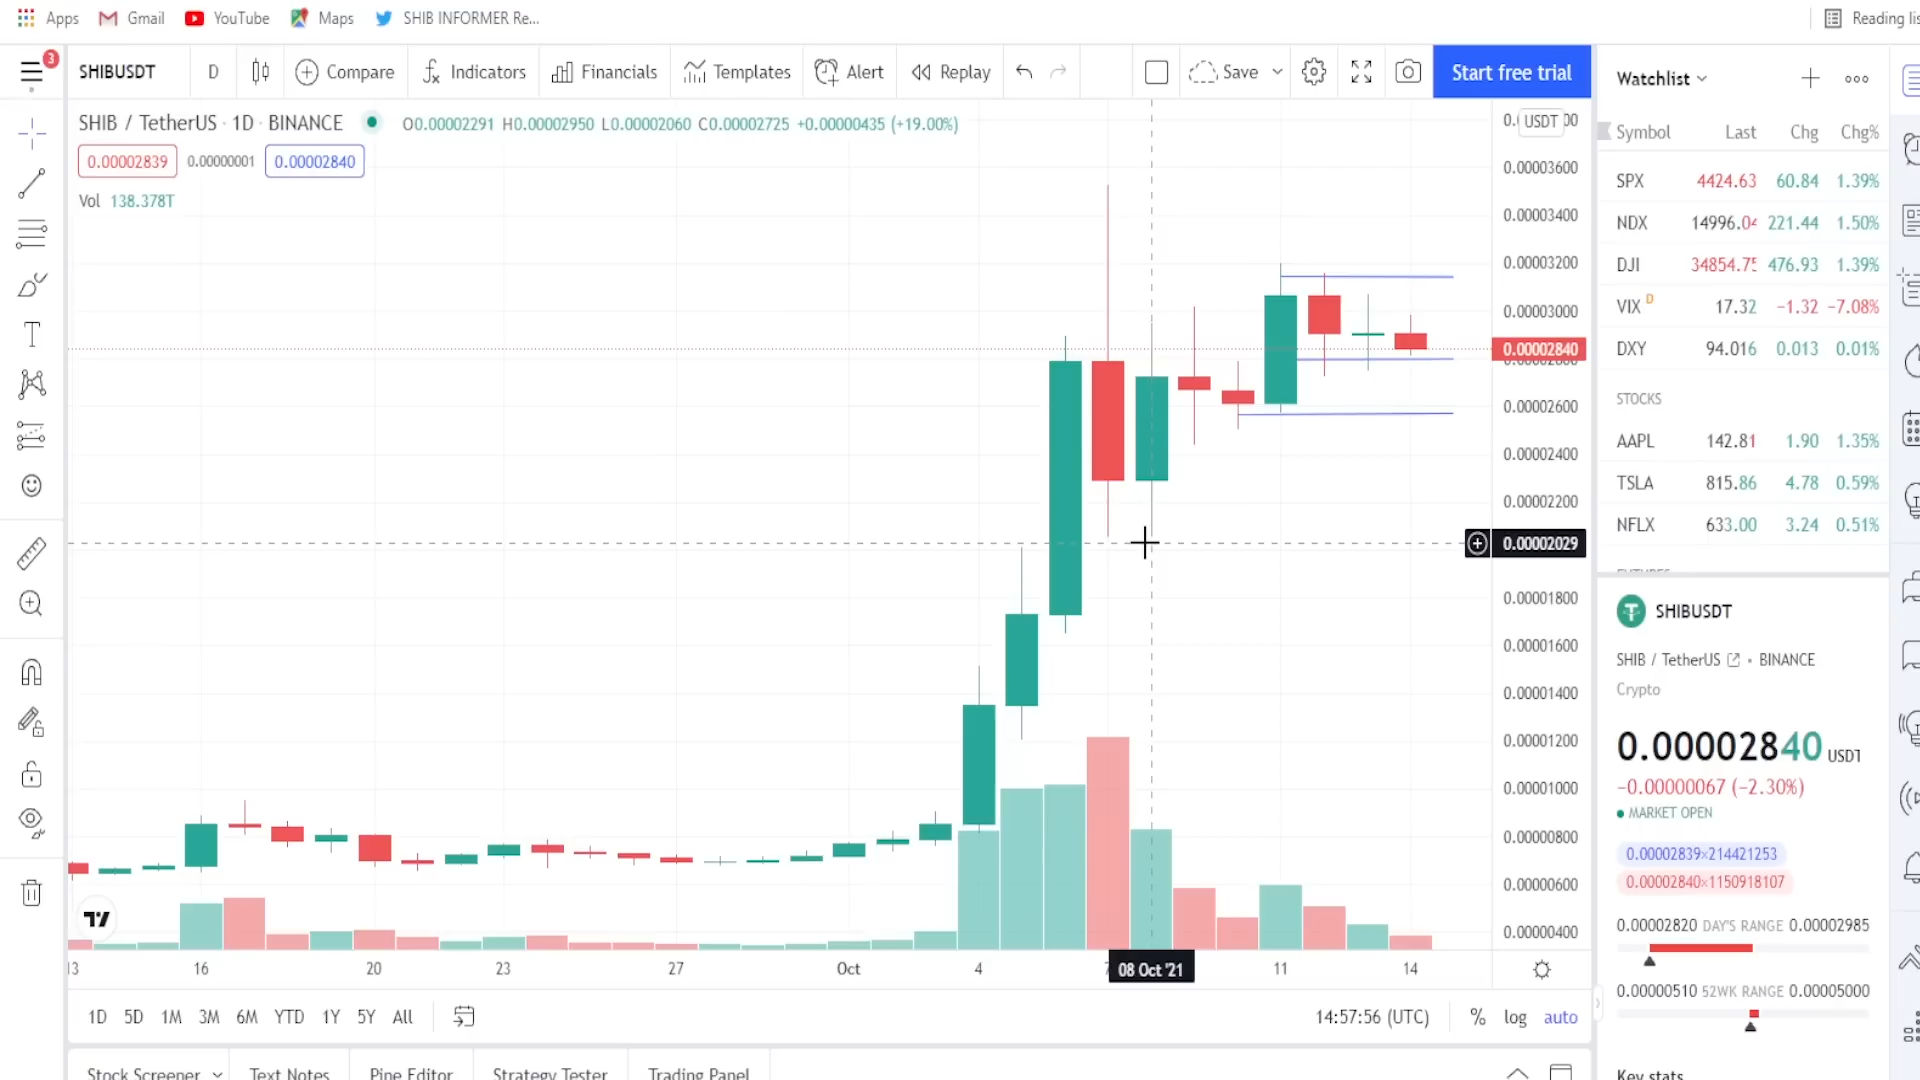 Apps Gmail YouTube Maps SHIB INFORMER Re... Reading lis
3
SHIBUSDT D Compare Indicators Financials Templates Alert Replay Save Start free trial
SHIB / TetherUS · 1D · BINANCE O0.00002291 H0.00002950 L0.00002060 C0.00002725 +0.00000435 (+19.00%)
0.00002839 0.00000001 0.00002840
Vol 138.378T
USDT
0.00003600
0.00003400
0.00003200
0.00003000
0.00002840
0.00002600
0.00002400
0.00002200
0.00002029
0.00001800
0.00001600
0.00001400
0.00001200
0.00001000
0.00000800
0.00000600
0.00000400
13 16 20 23 27 Oct 4 7 08 Oct '21 11 14
1D 5D 1M 3M 6M YTD 1Y 5Y All 14:57:56 (UTC) % log auto
Stock Screener Text Notes Pine Editor Strategy Tester Trading Panel
Watchlist
Symbol Last Chg Chg%
SPX 4424.63 60.84 1.39%
NDX 14996.04 221.44 1.50%
DJI 34854.75 476.93 1.39%
VIX D 17.32 −1.32 −7.08%
DXY 94.016 0.013 0.01%
STOCKS
AAPL 142.81 1.90 1.35%
TSLA 815.86 4.78 0.59%
NFLX 633.00 3.24 0.51%
SHIBUSDT
SHIB / TetherUS • BINANCE
Crypto
0.00002840 USDT
−0.00000067 (−2.30%)
MARKET OPEN
0.00002839×214421253
0.00002840×1150918107
0.00002820 DAY'S RANGE 0.00002985
0.00000510 52WK RANGE 0.00005000
Key stats